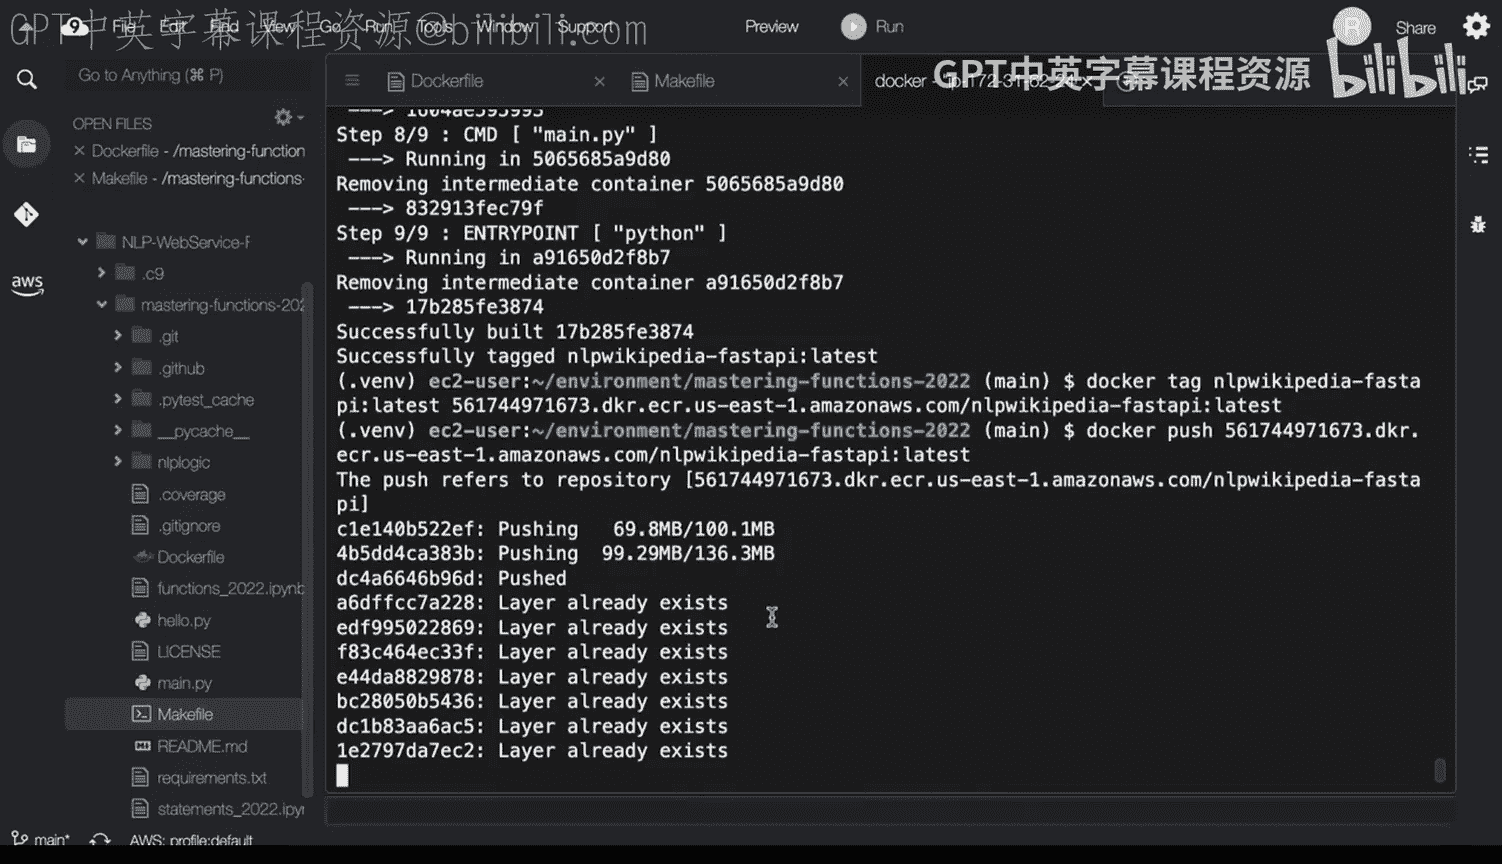 GPT中英字幕课程资源@bilibili.com
File Edit Find View Go Run Tools Window Support Preview Run R Share
GPT中英字幕课程资源 bilibili
Go to Anything (⌘ P)
Dockerfile
Makefile
OPEN FILES
Dockerfile - /mastering-function
Makefile - /mastering-functions-
NLP-WebService-F
.c9
mastering-functions-202
.git
.github
.pytest_cache
__pycache__
nlplogic
.coverage
.gitignore
Dockerfile
functions_2022.ipynb
hello.py
LICENSE
main.py
Makefile
README.md
requirements.txt
statements_2022.ipyn
aws
main*
AWS: profile:default
---> 1604ae595993
Step 8/9 : CMD [ "main.py" ]
---> Running in 5065685a9d80
Removing intermediate container 5065685a9d80
---> 832913fec79f
Step 9/9 : ENTRYPOINT [ "python" ]
---> Running in a91650d2f8b7
Removing intermediate container a91650d2f8b7
---> 17b285fe3874
Successfully built 17b285fe3874
Successfully tagged nlpwikipedia-fastapi:latest
(.venv) ec2-user:~/environment/mastering-functions-2022 (main) $ docker tag nlpwikipedia-fasta
pi:latest 561744971673.dkr.ecr.us-east-1.amazonaws.com/nlpwikipedia-fastapi:latest
(.venv) ec2-user:~/environment/mastering-functions-2022 (main) $ docker push 561744971673.dkr.
ecr.us-east-1.amazonaws.com/nlpwikipedia-fastapi:latest
The push refers to repository [561744971673.dkr.ecr.us-east-1.amazonaws.com/nlpwikipedia-fasta
pi]
c1e140b522ef: Pushing 69.8MB/100.1MB
4b5dd4ca383b: Pushing 99.29MB/136.3MB
dc4a6646b96d: Pushed
a6dffcc7a228: Layer already exists
edf995022869: Layer already exists
f83c464ec33f: Layer already exists
e44da8829878: Layer already exists
bc28050b5436: Layer already exists
dc1b83aa6ac5: Layer already exists
1e2797da7ec2: Layer already exists